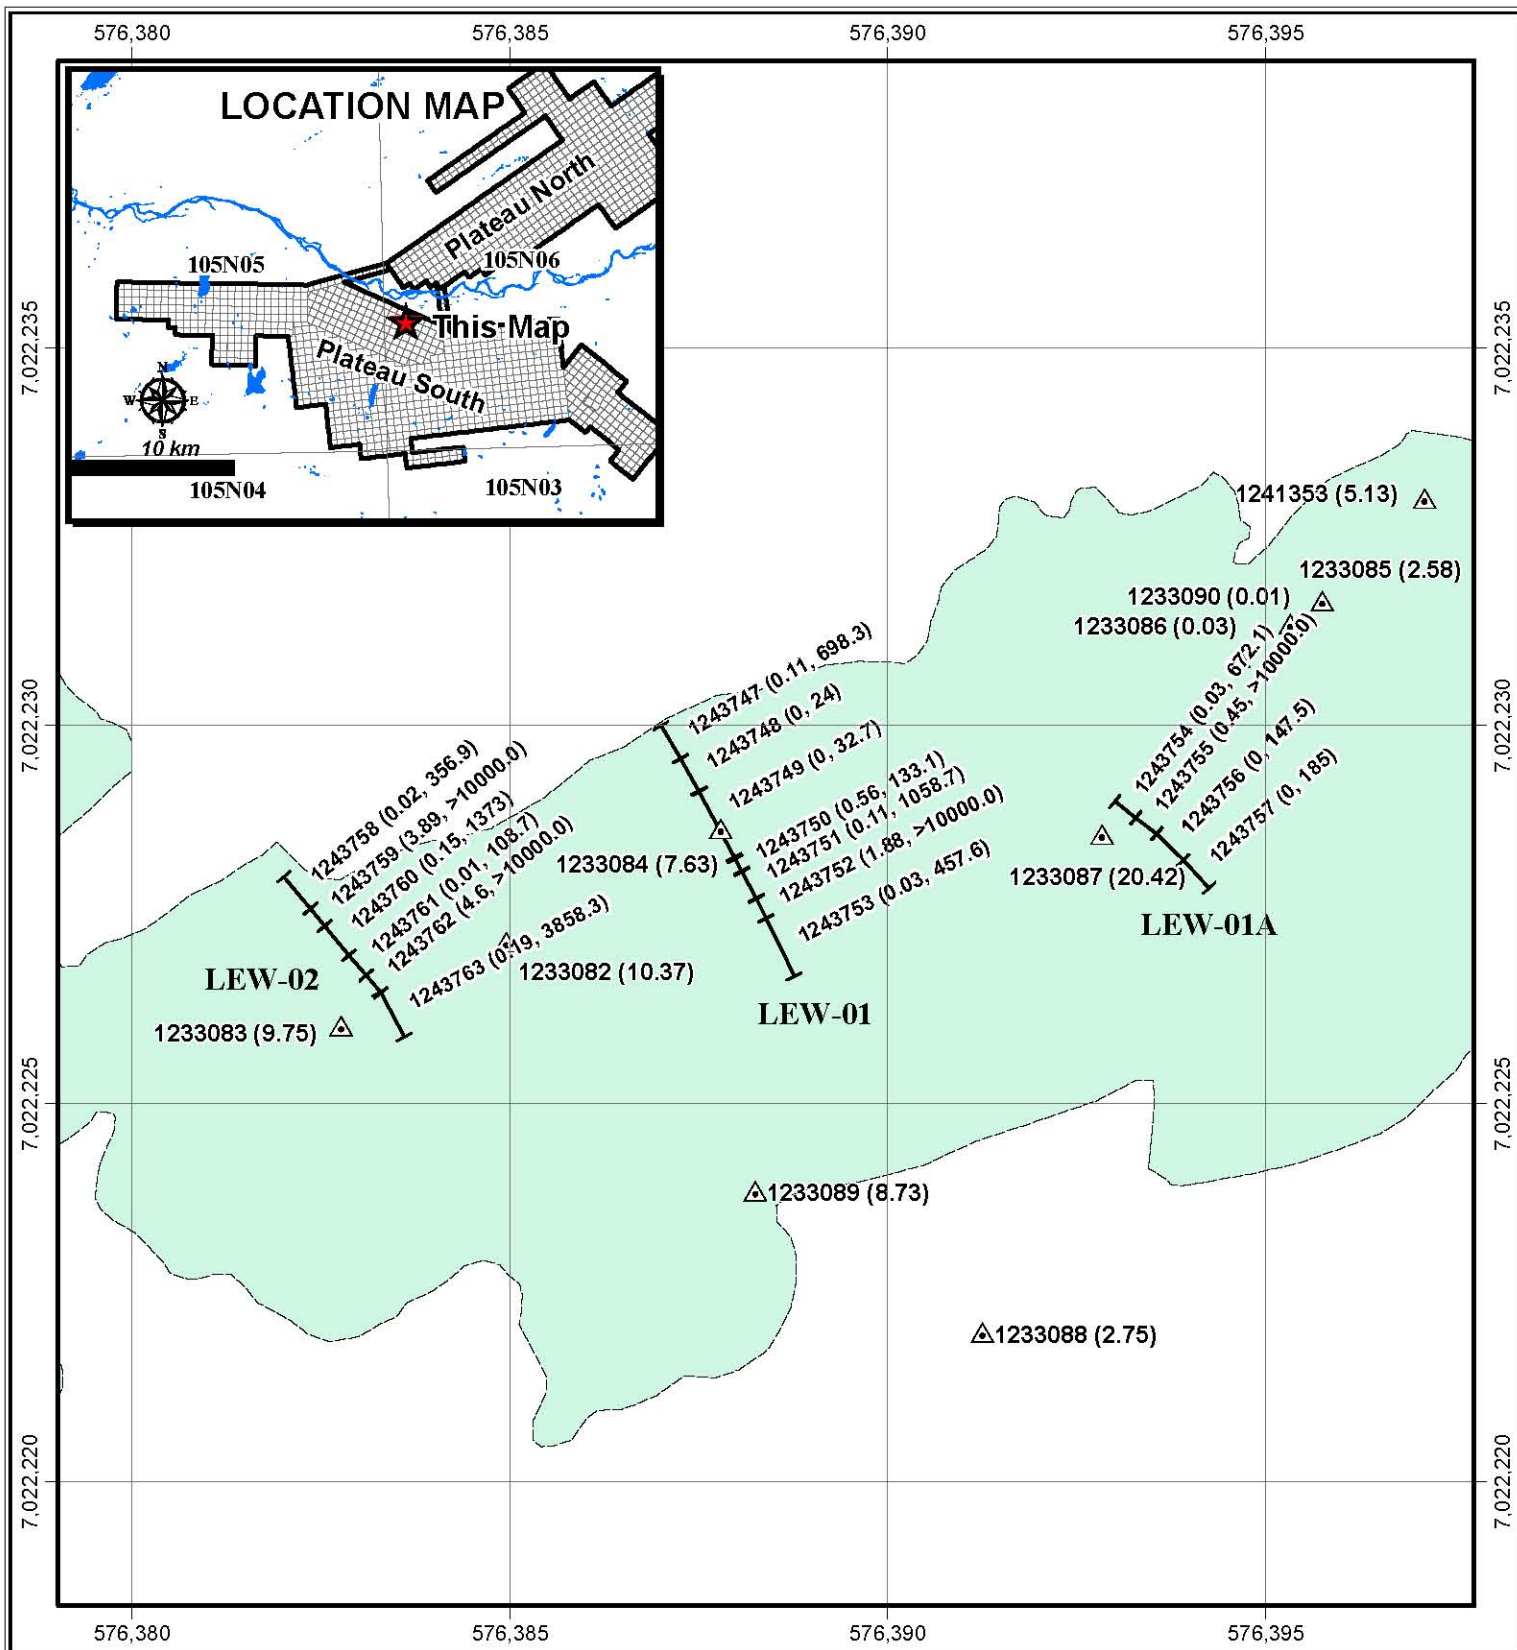 576,380
576,385
576,390
576,395
LOCATION MAP
Plateau North
105N05
105N06
This Map
Plateau South
N
W
E
S
10 km
105N04
105N03
7,022,235
7,022,235
1241353 (5.13)
1233085 (2.58)
1233090 (0.01)
1233086 (0.03)
1243747 (0.11, 698.3)
1243748 (0, 24)
1243749 (0, 32.7)
1243750 (0.56, 133.1)
1243751 (0.11, 1058.7)
1243752 (1.88, >10000.0)
1243753 (0.03, 457.6)
1243754 (0.03, 672.1)
1243755 (0.45, >10000.0)
1243756 (0, 147.5)
1243757 (0, 185)
7,022,230
7,022,230
1243758 (0.02, 356.9)
1243759 (3.89, >10000.0)
1243760 (0.15, 1373)
1243761 (0.01, 108.7)
1243762 (4.6, >10000.0)
1243763 (0.19, 3858.3)
1233084 (7.63)
1233087 (20.42)
LEW-01A
LEW-02
1233082 (10.37)
LEW-01
1233083 (9.75)
7,022,225
7,022,225
1233089 (8.73)
1233088 (2.75)
7,022,220
7,022,220
576,380
576,385
576,390
576,395